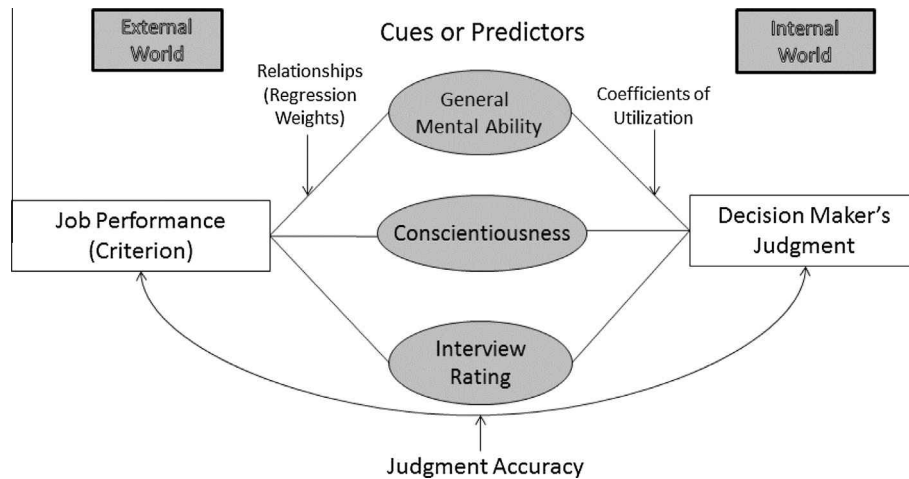 External
World
Cues or Predictors
Internal
World
Relationships
(Regression
Weights)
General
Mental Ability
Coefficients of
Utilization
Job Performance
(Criterion)
Conscientiousness
Decision Maker's
Judgment
Interview
Rating
Judgment Accuracy